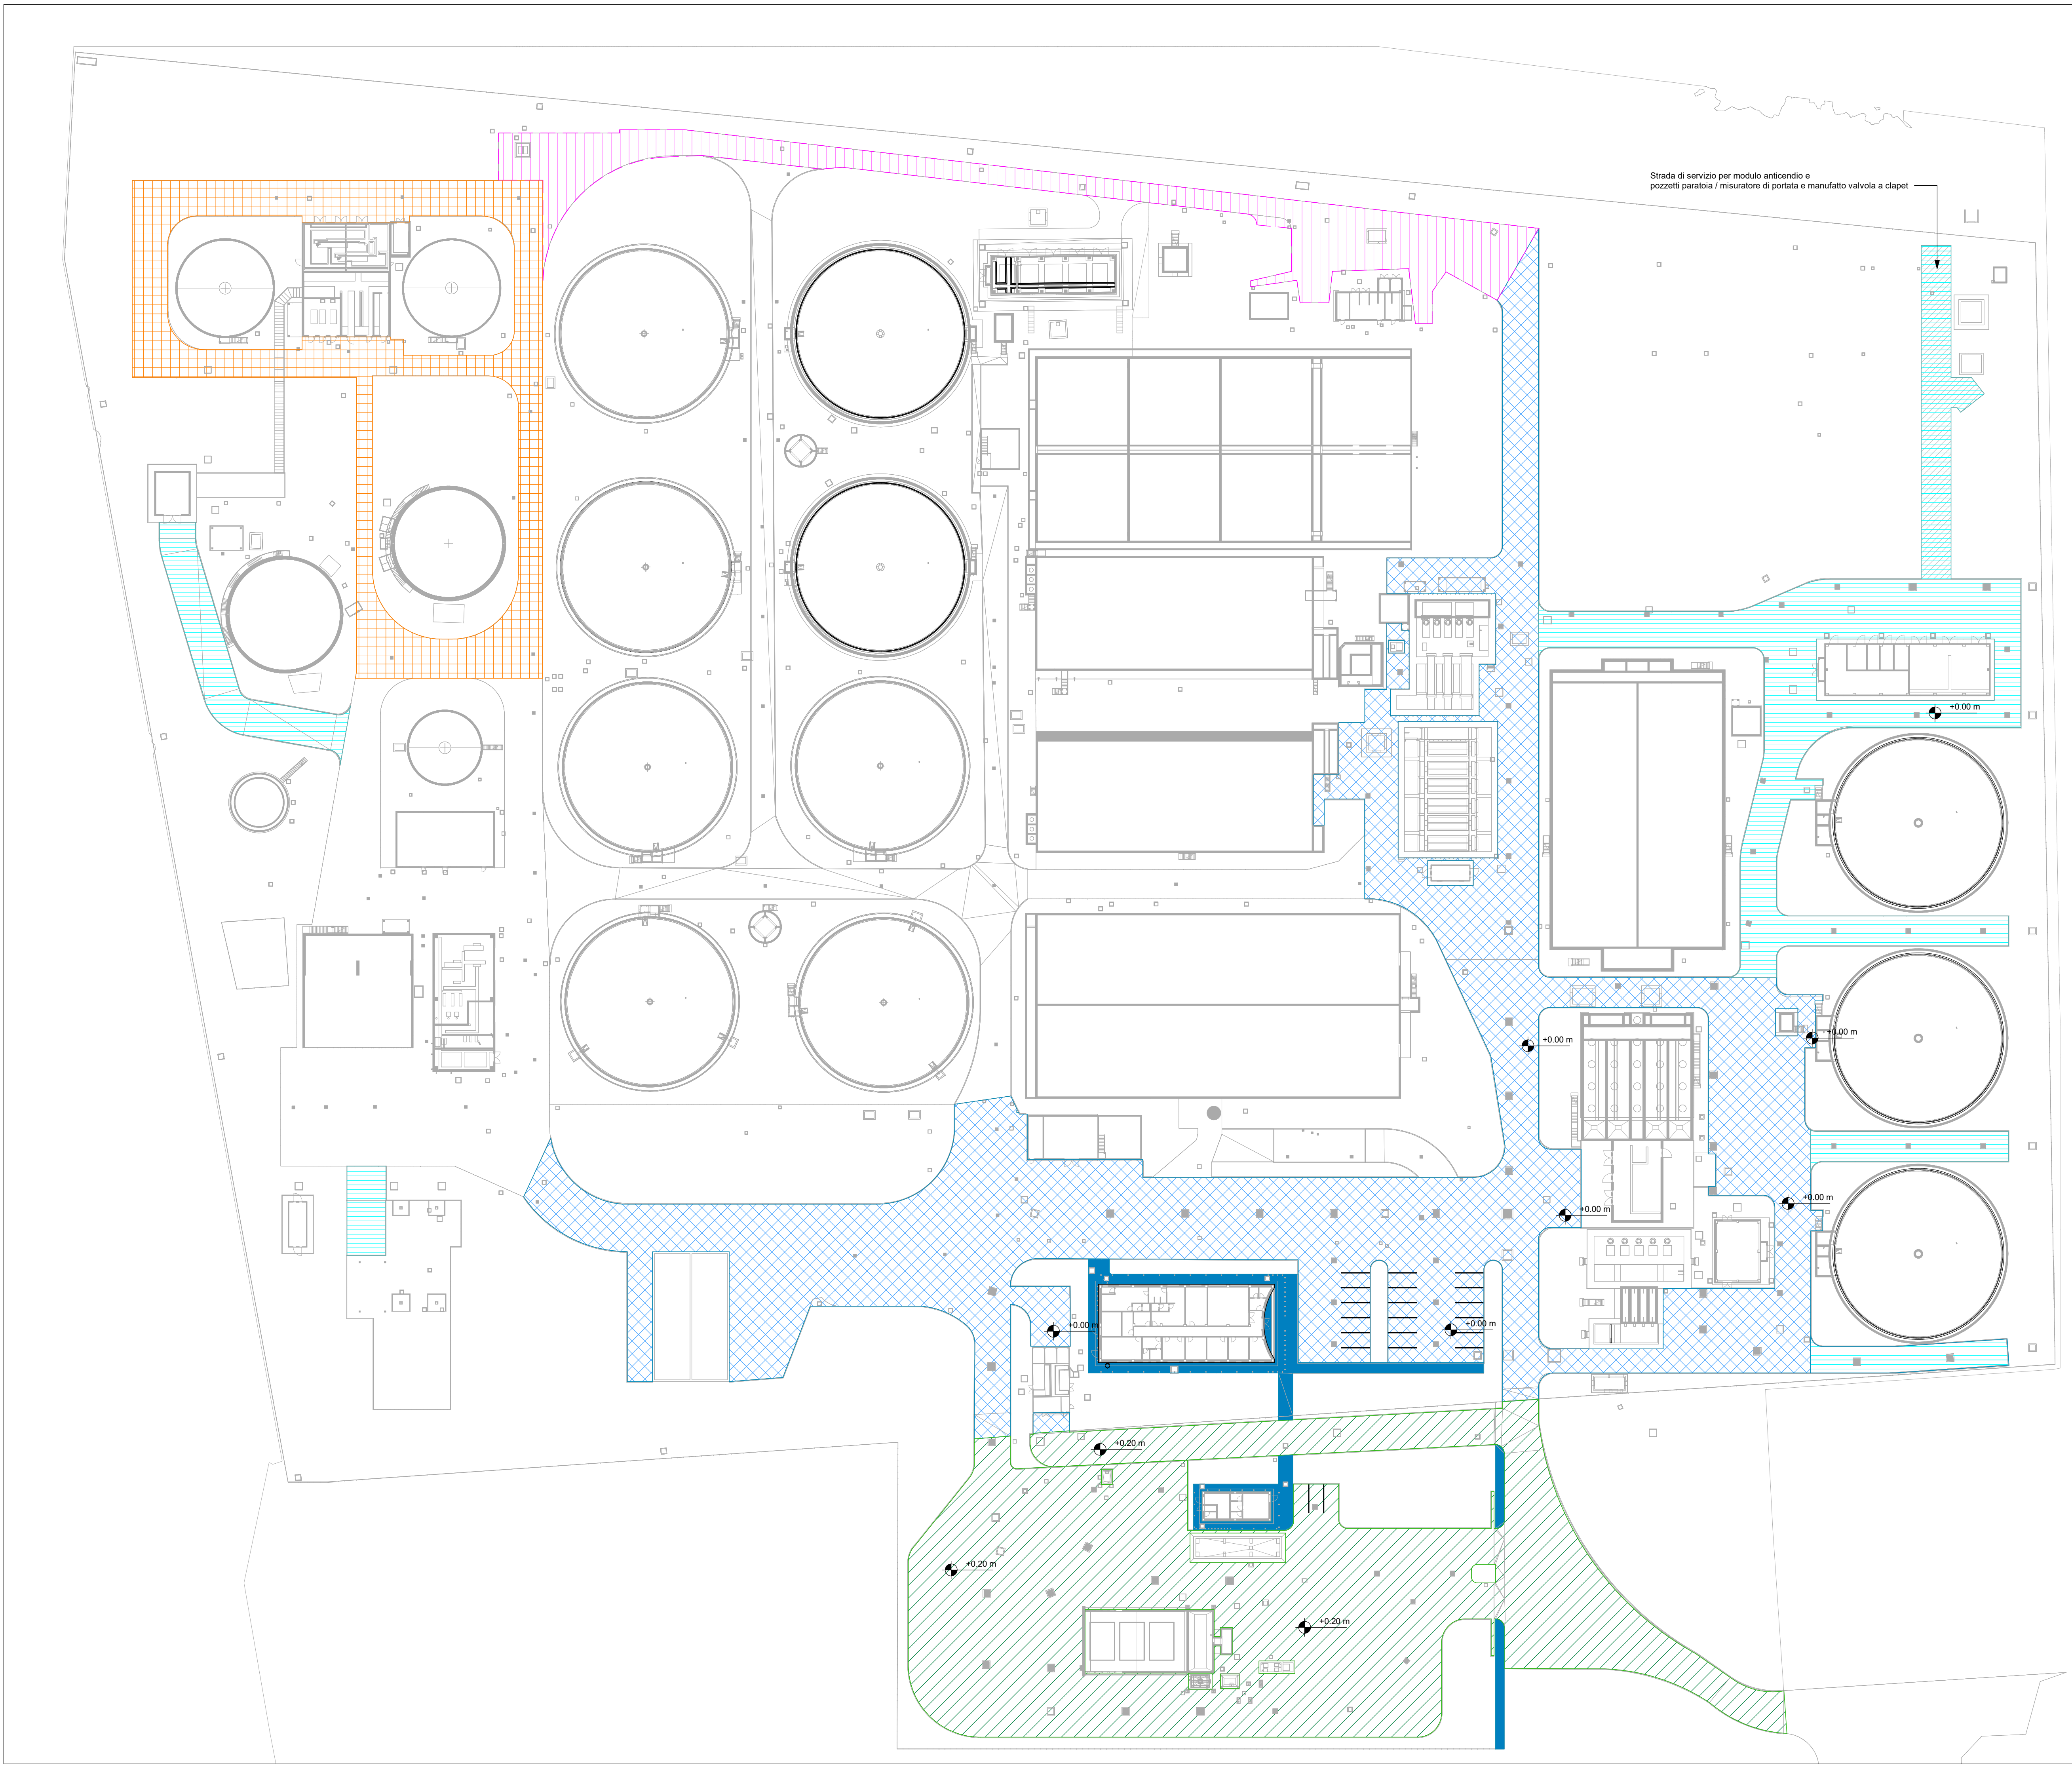 Strada di servizio per modulo anticendio e
pozzetti paratoia / misuratore di portata e manufatto valvola a clapet
+0.00 m
+0.00 m
+0.00 m
+0.00 m
+0.00 m
+0.00 m
+0.00 m
+0.20 m
+0.20 m
+0.20 m